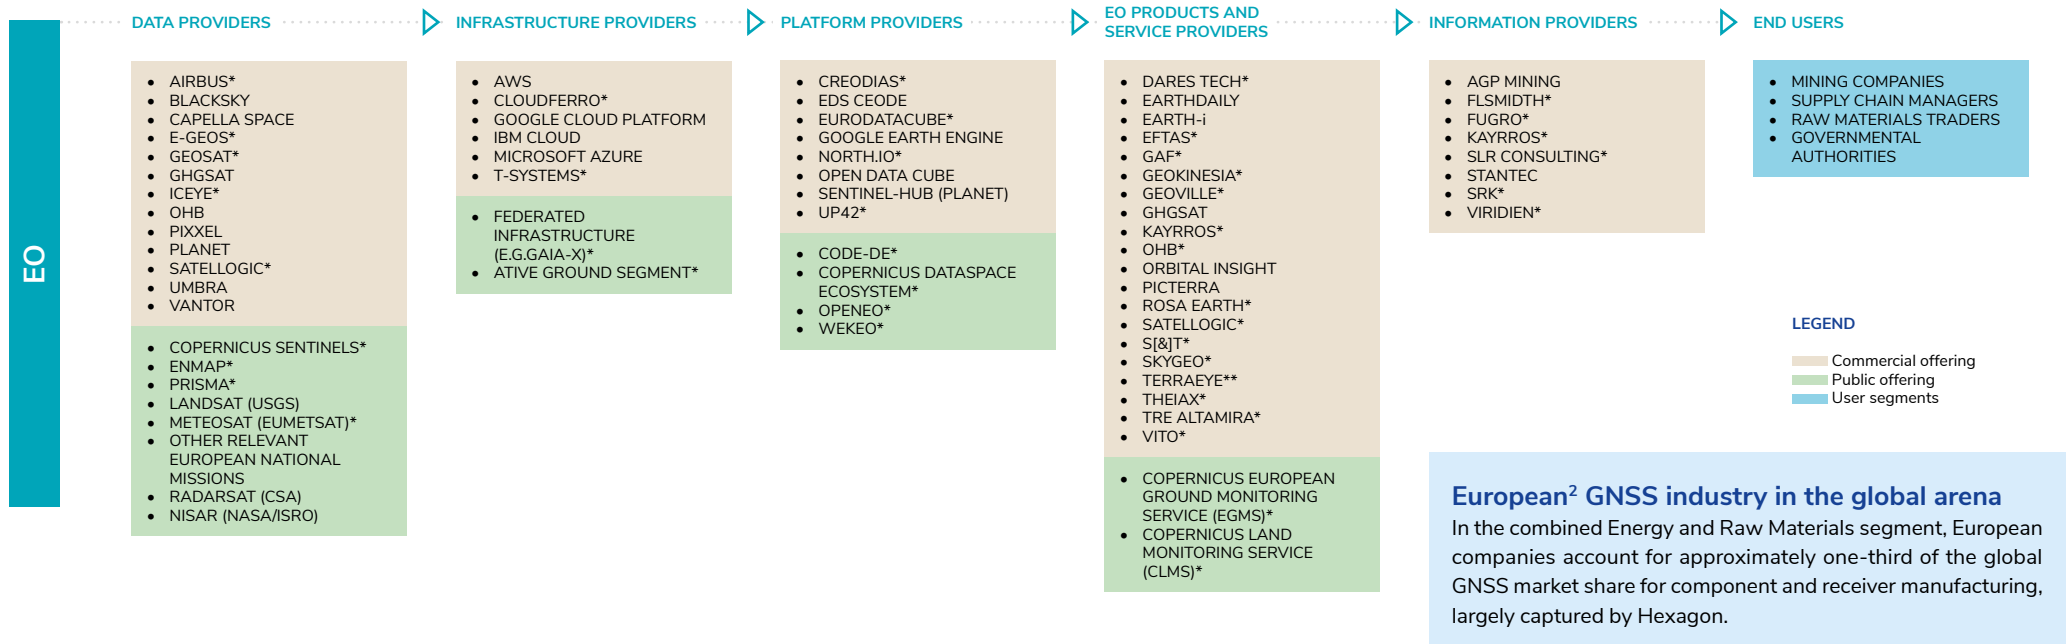 EO
DATA PROVIDERS
• AIRBUS*
• BLACKSKY
• CAPELLA SPACE
• E-GEOS*
• GEOSAT*
• GHGSAT
• ICEYE*
• OHB
• PIXXEL
• PLANET
• SATELLOGIC*
• UMBRA
• VANTOR
• COPERNICUS SENTINELS*
• ENMAP*
• PRISMA*
• LANDSAT (USGS)
• METEOSAT (EUMETSAT)*
• OTHER RELEVANT
EUROPEAN NATIONAL
MISSIONS
• RADARSAT (CSA)
• NISAR (NASA/ISRO)
INFRASTRUCTURE PROVIDERS
• AWS
• CLOUDFERRO*
• GOOGLE CLOUD PLATFORM
• IBM CLOUD
• MICROSOFT AZURE
• T-SYSTEMS*
• FEDERATED
INFRASTRUCTURE
(E.G.GAIA-X)*
• ATIVE GROUND SEGMENT*
PLATFORM PROVIDERS
• CREODIAS*
• EDS CEODE
• EURODATACUBE*
• GOOGLE EARTH ENGINE
• NORTH.IO*
• OPEN DATA CUBE
• SENTINEL-HUB (PLANET)
• UP42*
• CODE-DE*
• COPERNICUS DATASPACE
ECOSYSTEM*
• OPENEO*
• WEKEO*
EO PRODUCTS AND
SERVICE PROVIDERS
• DARES TECH*
• EARTHDAILY
• EARTH-i
• EFTAS*
• GAF*
• GEOKINESIA*
• GEOVILLE*
• GHGSAT
• KAYRROS*
• OHB*
• ORBITAL INSIGHT
• PICTERRA
• ROSA EARTH*
• SATELLOGIC*
• S[&]T*
• SKYGEO*
• TERRAEYE**
• THEIAX*
• TRE ALTAMIRA*
• VITO*
• COPERNICUS EUROPEAN
GROUND MONITORING
SERVICE (EGMS)*
• COPERNICUS LAND
MONITORING SERVICE
(CLMS)*
INFORMATION PROVIDERS
• AGP MINING
• FLSMIDTH*
• FUGRO*
• KAYRROS*
• SLR CONSULTING*
• STANTEC
• SRK*
• VIRIDIEN*
END USERS
• MINING COMPANIES
• SUPPLY CHAIN MANAGERS
• RAW MATERIALS TRADERS
• GOVERNMENTAL
AUTHORITIES
LEGEND
Commercial offering
Public offering
User segments
European² GNSS industry in the global arena
In the combined Energy and Raw Materials segment, European
companies account for approximately one-third of the global
GNSS market share for component and receiver manufacturing,
largely captured by Hexagon.